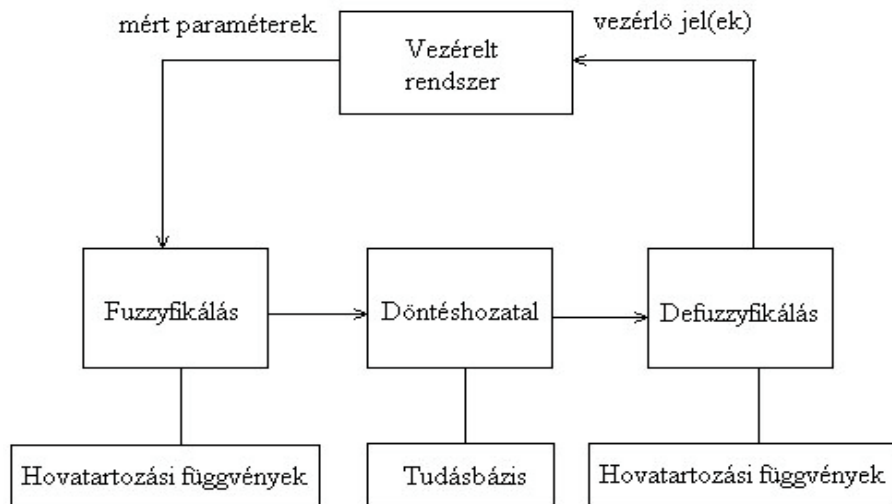 mért paraméterek
vezérlö jel(ek)
Vezérelt
rendszer
Fuzzyfikálás
Döntéshozatal
Defuzzyfikálás
Hovatartozási függvények
Tudásbázis
Hovatartozási függvények